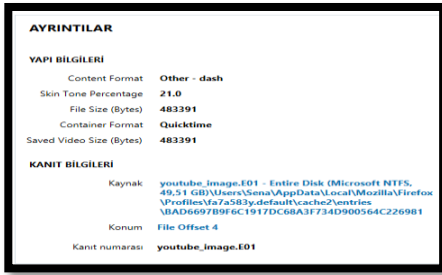 AYRINTILAR
YAPI BİLGİLERİ
Content Format Other - dash
Skin Tone Percentage 21.0
File Size (Bytes) 483391
Container Format Quicktime
Saved Video Size (Bytes) 483391
KANIT BİLGİLERİ
Kaynak youtube_image.E01 - Entire Disk (Microsoft NTFS,
49,51 GB)\Users\Sena\AppData\Local\Mozilla\Firefox
\Profiles\fa7a583y.default\cache2\entries
\BAD6697B9F6C1917DC68A3F734D900564C226981
Konum File Offset 4
Kanıt numarası youtube_image.E01